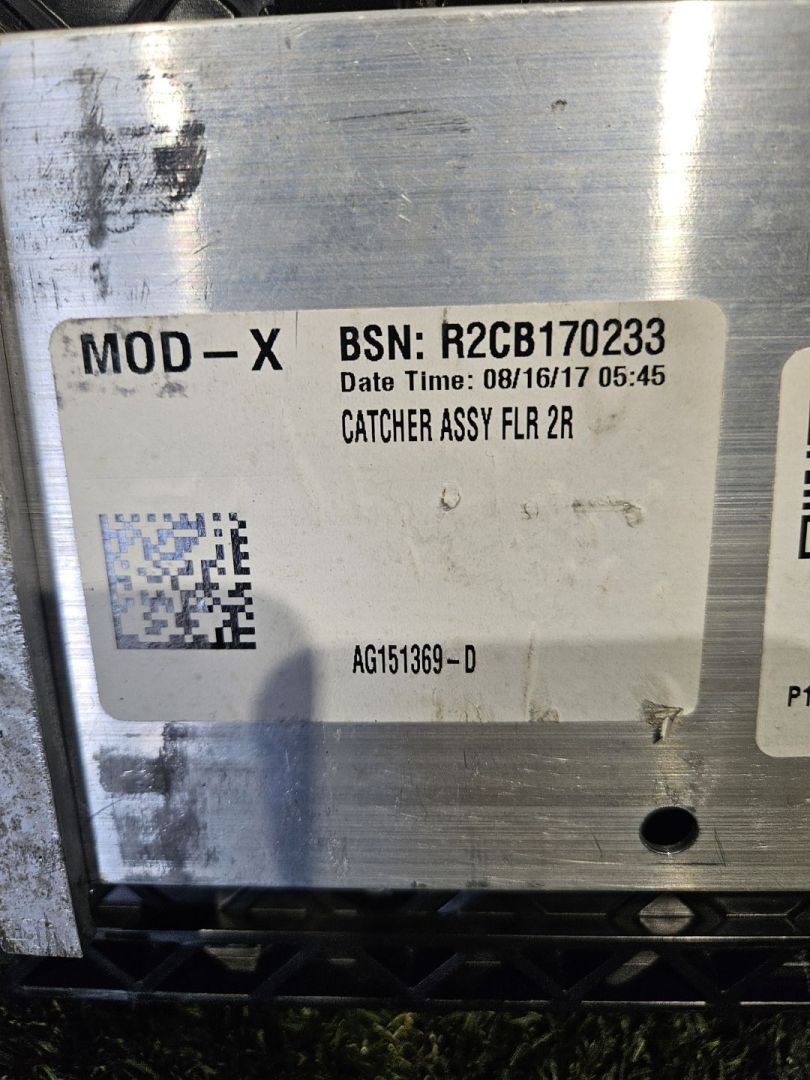 MOD-X
BSN: R2CB170233
Date Time: 08/16/17 05:45
CATCHER ASSY FLR 2R
AG151369-D
P1